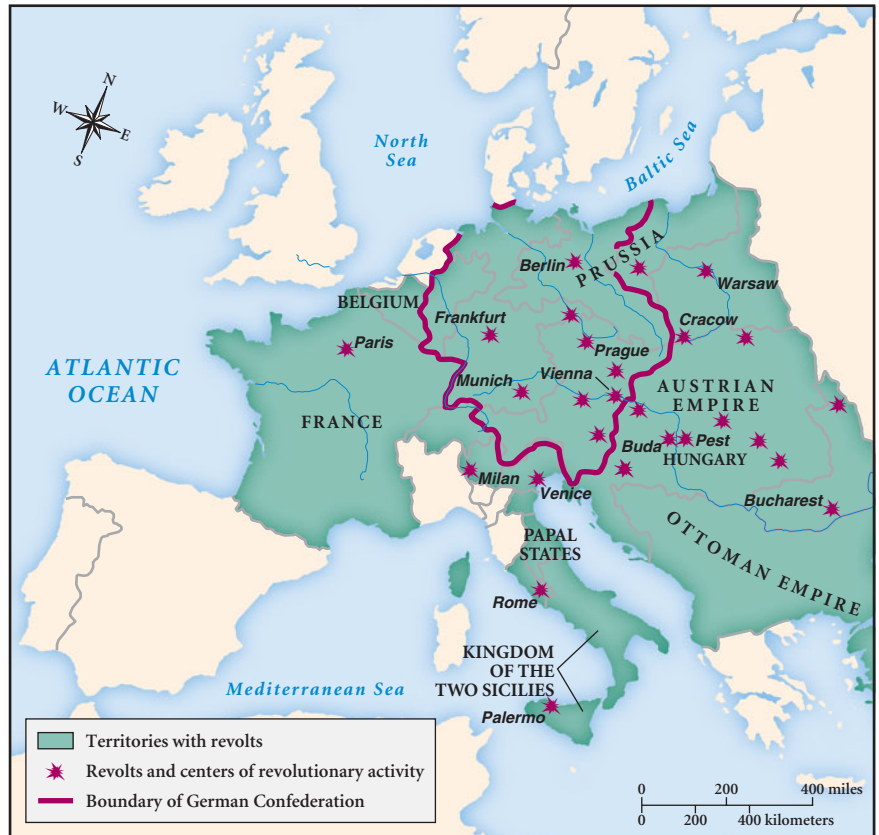 N
W
E
S
North
Sea
Baltic Sea
Berlin
PRUSSIA
Warsaw
BELGIUM
Frankfurt
Cracow
Paris
Prague
ATLANTIC
OCEAN
Munich
Vienna
AUSTRIAN
EMPIRE
FRANCE
Buda
Pest
HUNGARY
Milan
Venice
Bucharest
PAPAL
STATES
OTTOMAN EMPIRE
Rome
KINGDOM
OF THE
TWO SICILIES
Mediterranean Sea
Palermo
Territories with revolts
Revolts and centers of revolutionary activity
Boundary of German Confederation
0 200 400 miles
0 200 400 kilometers